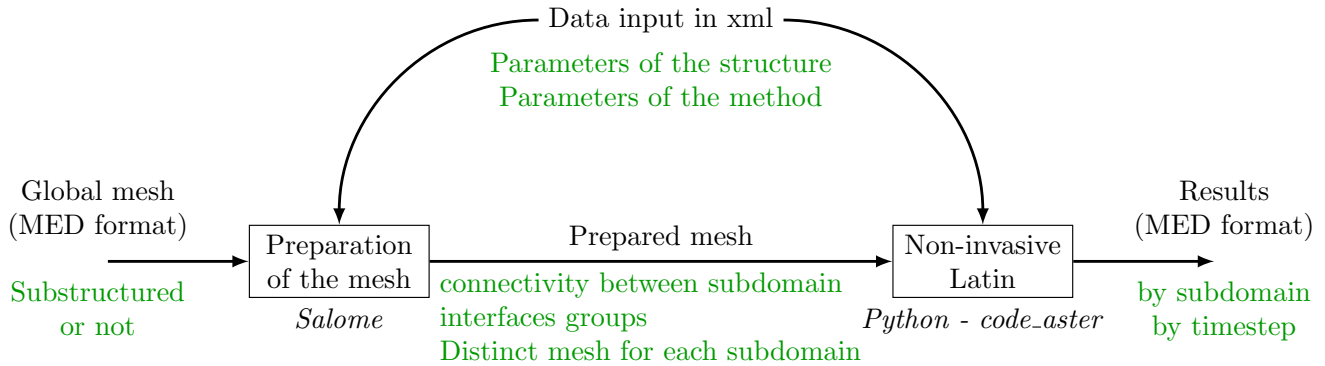 Data input in xml
Parameters of the structure
Parameters of the method
Global mesh
(MED format)
Substructured
or not
Preparation
of the mesh
Salome
Prepared mesh
connectivity between subdomain
interfaces groups
Distinct mesh for each subdomain
Non-invasive
Latin
Python - code_aster
Results
(MED format)
by subdomain
by timestep